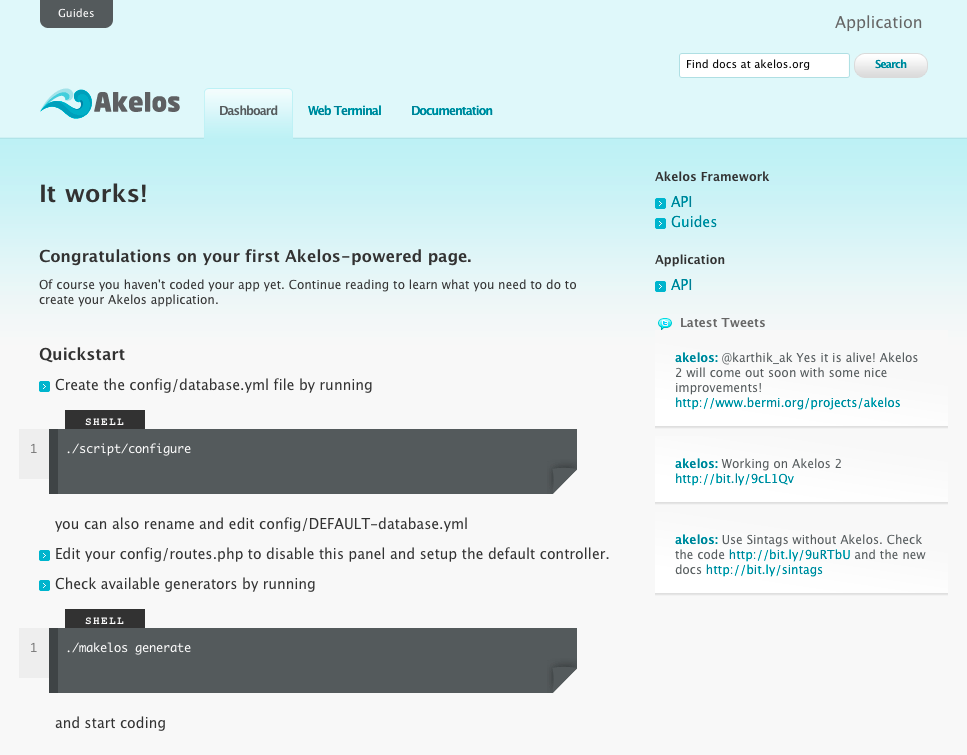 Guides
Application
Find docs at akelos.org
Search
Akelos
Dashboard
Web Terminal
Documentation
It works!
Congratulations on your first Akelos-powered page.
Of course you haven't coded your app yet. Continue reading to learn what you need to do to
create your Akelos application.
Quickstart
Create the config/database.yml file by running
SHELL
1
./script/configure
you can also rename and edit config/DEFAULT-database.yml
Edit your config/routes.php to disable this panel and setup the default controller.
Check available generators by running
SHELL
1
./makelos generate
and start coding
Akelos Framework
API
Guides
Application
API
Latest Tweets
akelos: @karthik_ak Yes it is alive! Akelos
2 will come out soon with some nice
improvements!
http://www.bermi.org/projects/akelos
akelos: Working on Akelos 2
http://bit.ly/9cL1Qv
akelos: Use Sintags without Akelos. Check
the code http://bit.ly/9uRTbU and the new
docs http://bit.ly/sintags